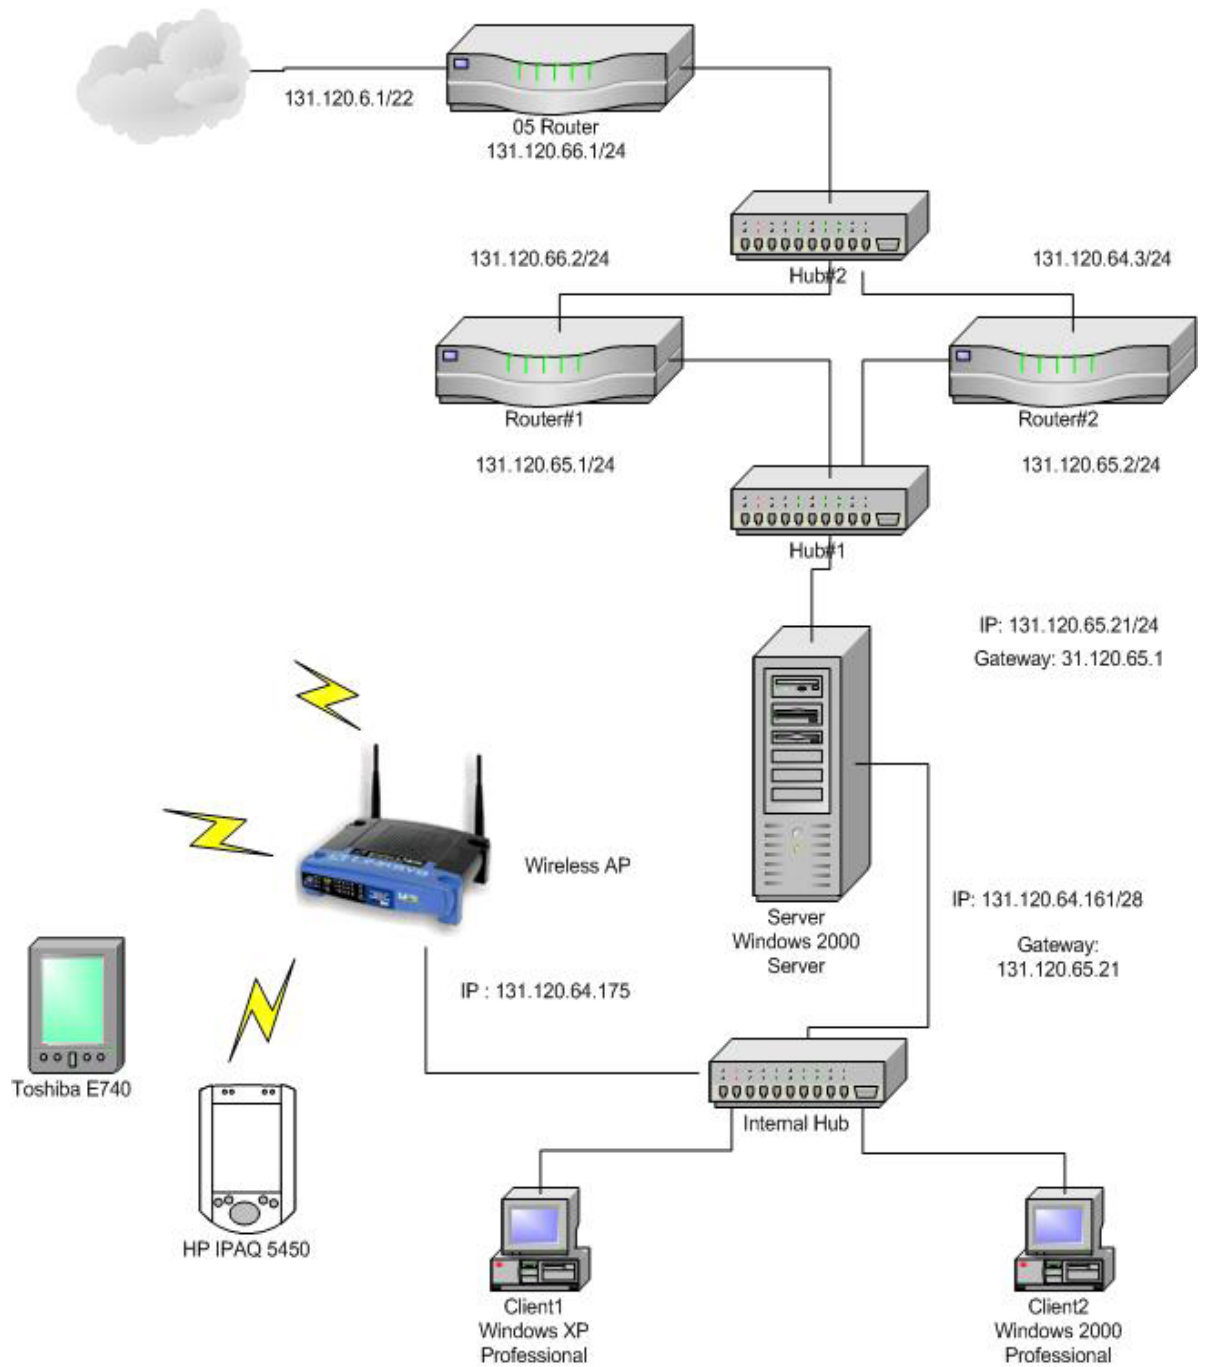 131.120.6.1/22
05 Router
131.120.66.1/24
131.120.66.2/24
131.120.64.3/24
Hub#2
Router#1
Router#2
131.120.65.1/24
131.120.65.2/24
Hub#1
IP: 131.120.65.21/24
Gateway: 31.120.65.1
Wireless AP
Server
Windows 2000
Server
IP: 131.120.64.161/28
Gateway:
131.120.65.21
IP : 131.120.64.175
Toshiba E740
Internal Hub
HP IPAQ 5450
Client1
Windows XP
Professional
Client2
Windows 2000
Professional